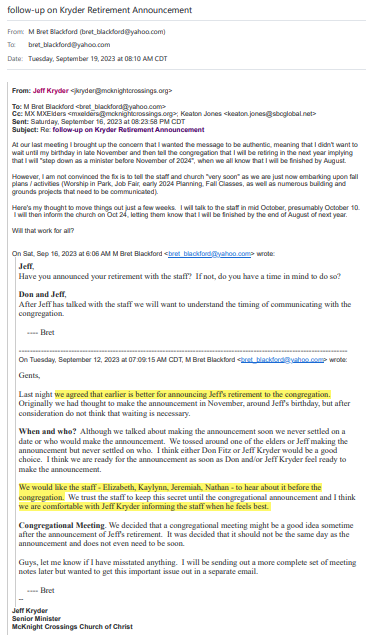 follow-up on Kryder Retirement Announcement
From: M Bret Blackford (bret_blackford@yahoo.com)
To: bret_blackford@yahoo.com
Date: Tuesday, September 19, 2023 at 08:10 AM CDT
From: Jeff Kryder <jkryder@mcknightcrossings.org>
To: M Bret Blackford <bret_blackford@yahoo.com>
Cc: MX MXElders <mxelders@mcknightcrossings.org>; Keaton Jones <keaton.jones@sbcglobal.net>
Sent: Saturday, September 16, 2023 at 08:23:58 PM CDT
Subject: Re: follow-up on Kryder Retirement Announcement
At our last meeting I brought up the concern that I wanted the message to be authentic, meaning that I didn't want to
wait until my birthday in late November and then tell the congregation that I will be retiring in the next year implying
that I will "step down as a minister before November of 2024", when we all know that I will be finished by August.
However, I am not convinced the fix is to tell the staff and church "very soon" as we are just now embarking upon fall
plans / activities (Worship in Park, Job Fair, early 2024 Planning, Fall Classes, as well as numerous building and
grounds projects that need to be communicated).
Here's my thought to move things out just a few weeks. I will talk to the staff in mid October, presumably October 10.
I will then inform the church on Oct 24, letting them know that I will be finished by the end of August of next year.
Will that work for all?
On Sat, Sep 16, 2023 at 6:06 AM M Bret Blackford <bret_blackford@yahoo.com> wrote:
Jeff,
Have you announced your retirement with the staff? If not, do you have a time in mind to do so?
Don and Jeff,
After Jeff has talked with the staff we will want to understand the timing of communicating with the
congregation.
---- Bret
On Tuesday, September 12, 2023 at 07:09:15 AM CDT, M Bret Blackford <bret_blackford@yahoo.com> wrote:
Gents,
Last night we agreed that earlier is better for announcing Jeff's retirement to the congregation.
Originally we had thought to make the announcement in November, around Jeff's birthday, but after
consideration do not think that waiting is necessary.
When and who? Although we talked about making the announcement soon we never settled on a
date or who would make the announcement. We tossed around one of the elders or Jeff making the
announcement but never settled on who. I think either Don Fitz or Jeff Kryder would be a good
choice. I think we are ready for the announcement as soon as Don and/or Jeff Kryder feel ready to
make the announcement.
We would like the staff - Elizabeth, Kaylynn, Jeremiah, Nathan - to hear about it before the
congregation. We trust the staff to keep this secret until the congregational announcement and I think
we are comfortable with Jeff Kryder informing the staff when he feels best.
Congregational Meeting. We decided that a congregational meeting might be a good idea sometime
after the announcement of Jeff's retirement. It was decided that it should not be the same day as the
announcement and does not even need to be soon.
Guys, let me know if I have misstated anything. I will be sending out a more complete set of meeting
notes later but wanted to get this important issue out in a separate email.
---- Bret
--
Jeff Kryder
Senior Minister
McKnight Crossings Church of Christ